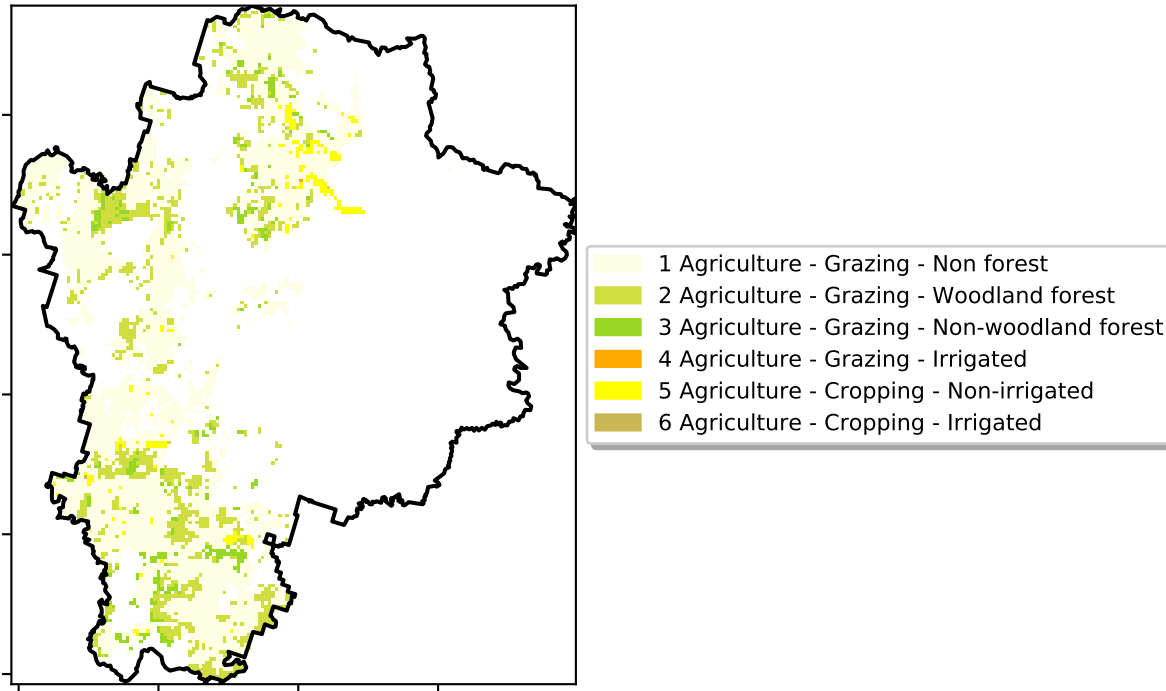 1 Agriculture - Grazing - Non forest
2 Agriculture - Grazing - Woodland forest
3 Agriculture - Grazing - Non-woodland forest
4 Agriculture - Grazing - Irrigated
5 Agriculture - Cropping - Non-irrigated
6 Agriculture - Cropping - Irrigated